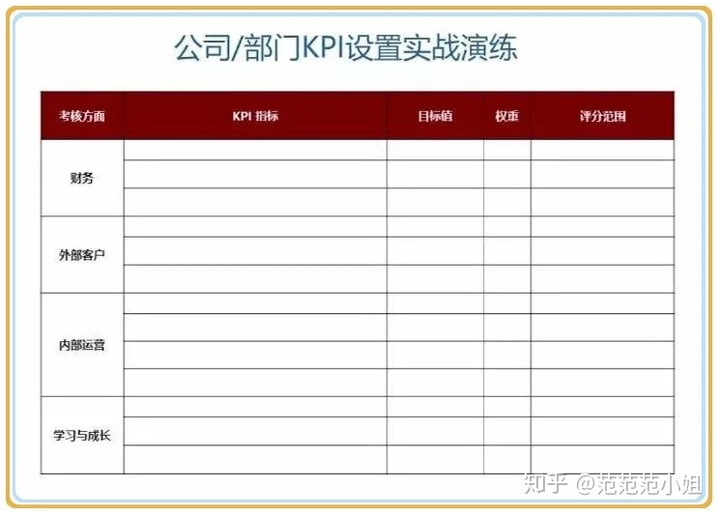 公司/部门KPI设置实战演练
考核方面 KPI 指标 目标值 权重 评分范围
财务
外部客户
内部运营
学习与成长
知乎 @范范范小姐